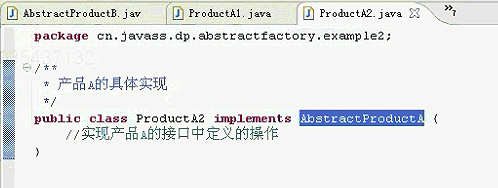 AbstractProductB.jav ProductA1.java ProductA2.java
package cn.javass.dp.abstractfactory.example2;
/**
* 产品A的具体实现
*/
public class ProductA2 implements AbstractProductA {
//实现产品A的接口中定义的操作
}